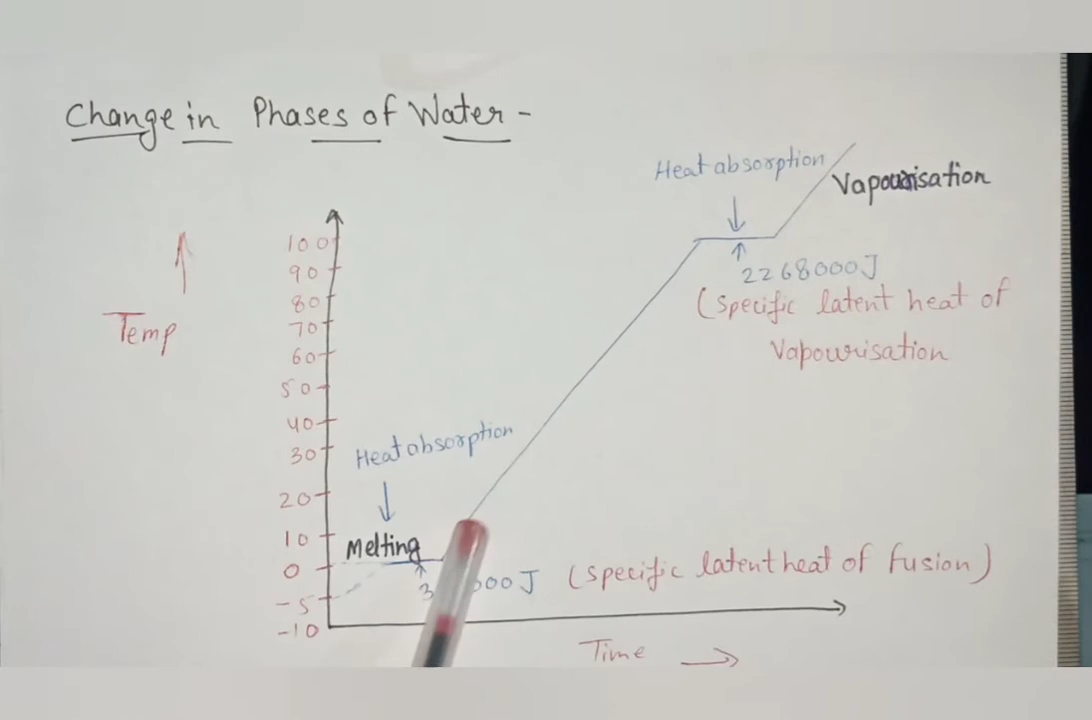 Change in Phases of Water -
Heat absorption
Vapourisation
100
90
80
70
60
50
40
30
20
10
0
-5
-10
Temp
2268000J
(specific latent heat of
Vapourisation
Heat absorption
Melting
J (specific latent heat of fusion)
Time